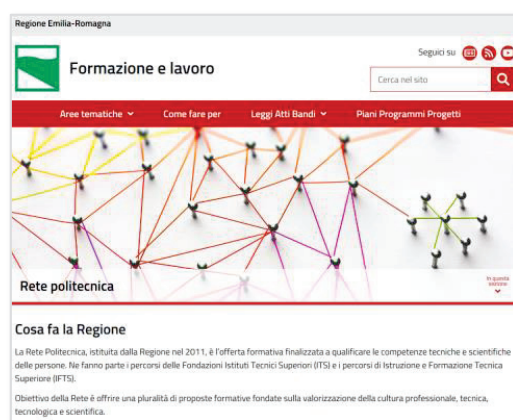 Regione Emilia-Romagna
Seguici su
Formazione e lavoro
Cerca nel sito
Aree tematiche Come fare per Leggi Atti Bandi Piani Programmi Progetti
Rete politecnica
In questa
sezione
Cosa fa la Regione
La Rete Politecnica, istituita dalla Regione nel 2011, è l'offerta formativa finalizzata a qualificare le competenze tecniche e scientifiche
delle persone. Ne fanno parte i percorsi delle Fondazioni Istituti Tecnici Superiori (ITS) e i percorsi di Istruzione e Formazione Tecnica
Superiore (IFTS).
Obiettivo della Rete è offrire una pluralità di proposte formative fondate sulla valorizzazione della cultura professionale, tecnica,
tecnologica e scientifica.